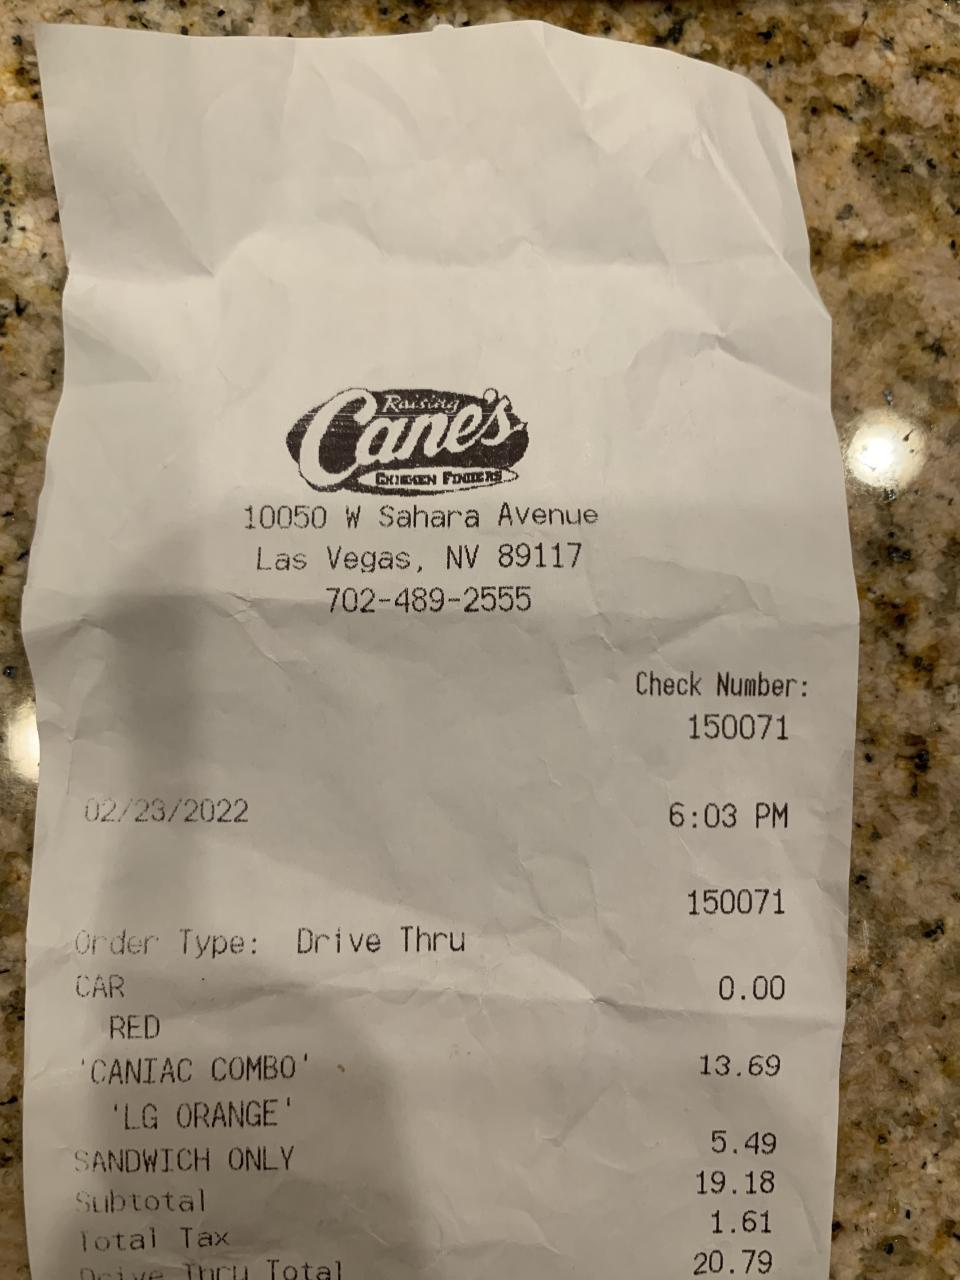 Raising
Cane's
CHICKEN FINGERS
10050 W Sahara Avenue
Las Vegas, NV 89117
702-489-2555
Check Number:
150071
02/23/2022 6:03 PM
150071
Order Type: Drive Thru
CAR 0.00
RED
'CANIAC COMBO' 13.69
'LG ORANGE'
SANDWICH ONLY 5.49
Subtotal 19.18
Total Tax 1.61
Drive Thru Total 20.79